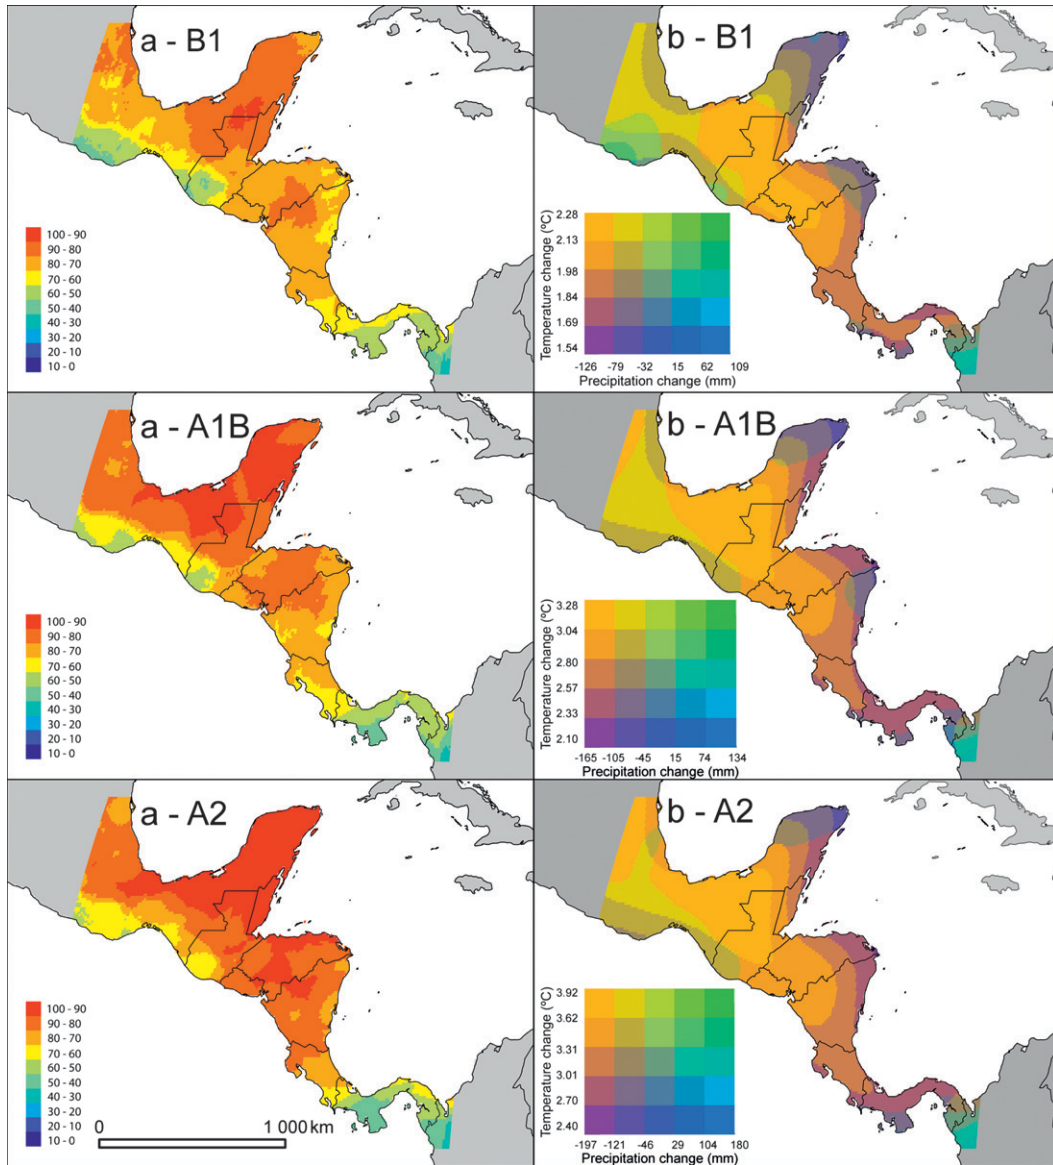 a - B1
100 - 90
90 - 80
80 - 70
70 - 60
60 - 50
50 - 40
40 - 30
30 - 20
20 - 10
10 - 0
b - B1
Temperature change (ºC)
2.28
2.13
1.98
1.84
1.69
1.54
-126 -79 -32 15 62 109
Precipitation change (mm)
a - A1B
100 - 90
90 - 80
80 - 70
70 - 60
60 - 50
50 - 40
40 - 30
30 - 20
20 - 10
10 - 0
b - A1B
Temperature change (ºC)
3.28
3.04
2.80
2.57
2.33
2.10
-165 -105 -45 15 74 134
Precipitation change (mm)
a - A2
100 - 90
90 - 80
80 - 70
70 - 60
60 - 50
50 - 40
40 - 30
30 - 20
20 - 10
10 - 0
0 1 000 km
b - A2
Temperature change (ºC)
3.92
3.62
3.31
3.01
2.70
2.40
-197 -121 -46 29 104 180
Precipitation change (mm)